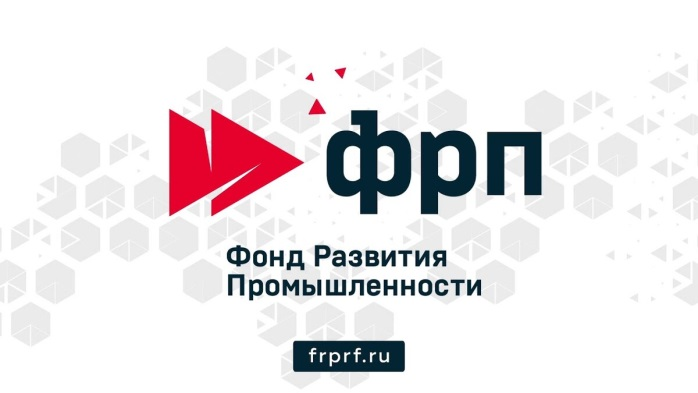 фрп
Фонд Развития
Промышленности
frprf.ru